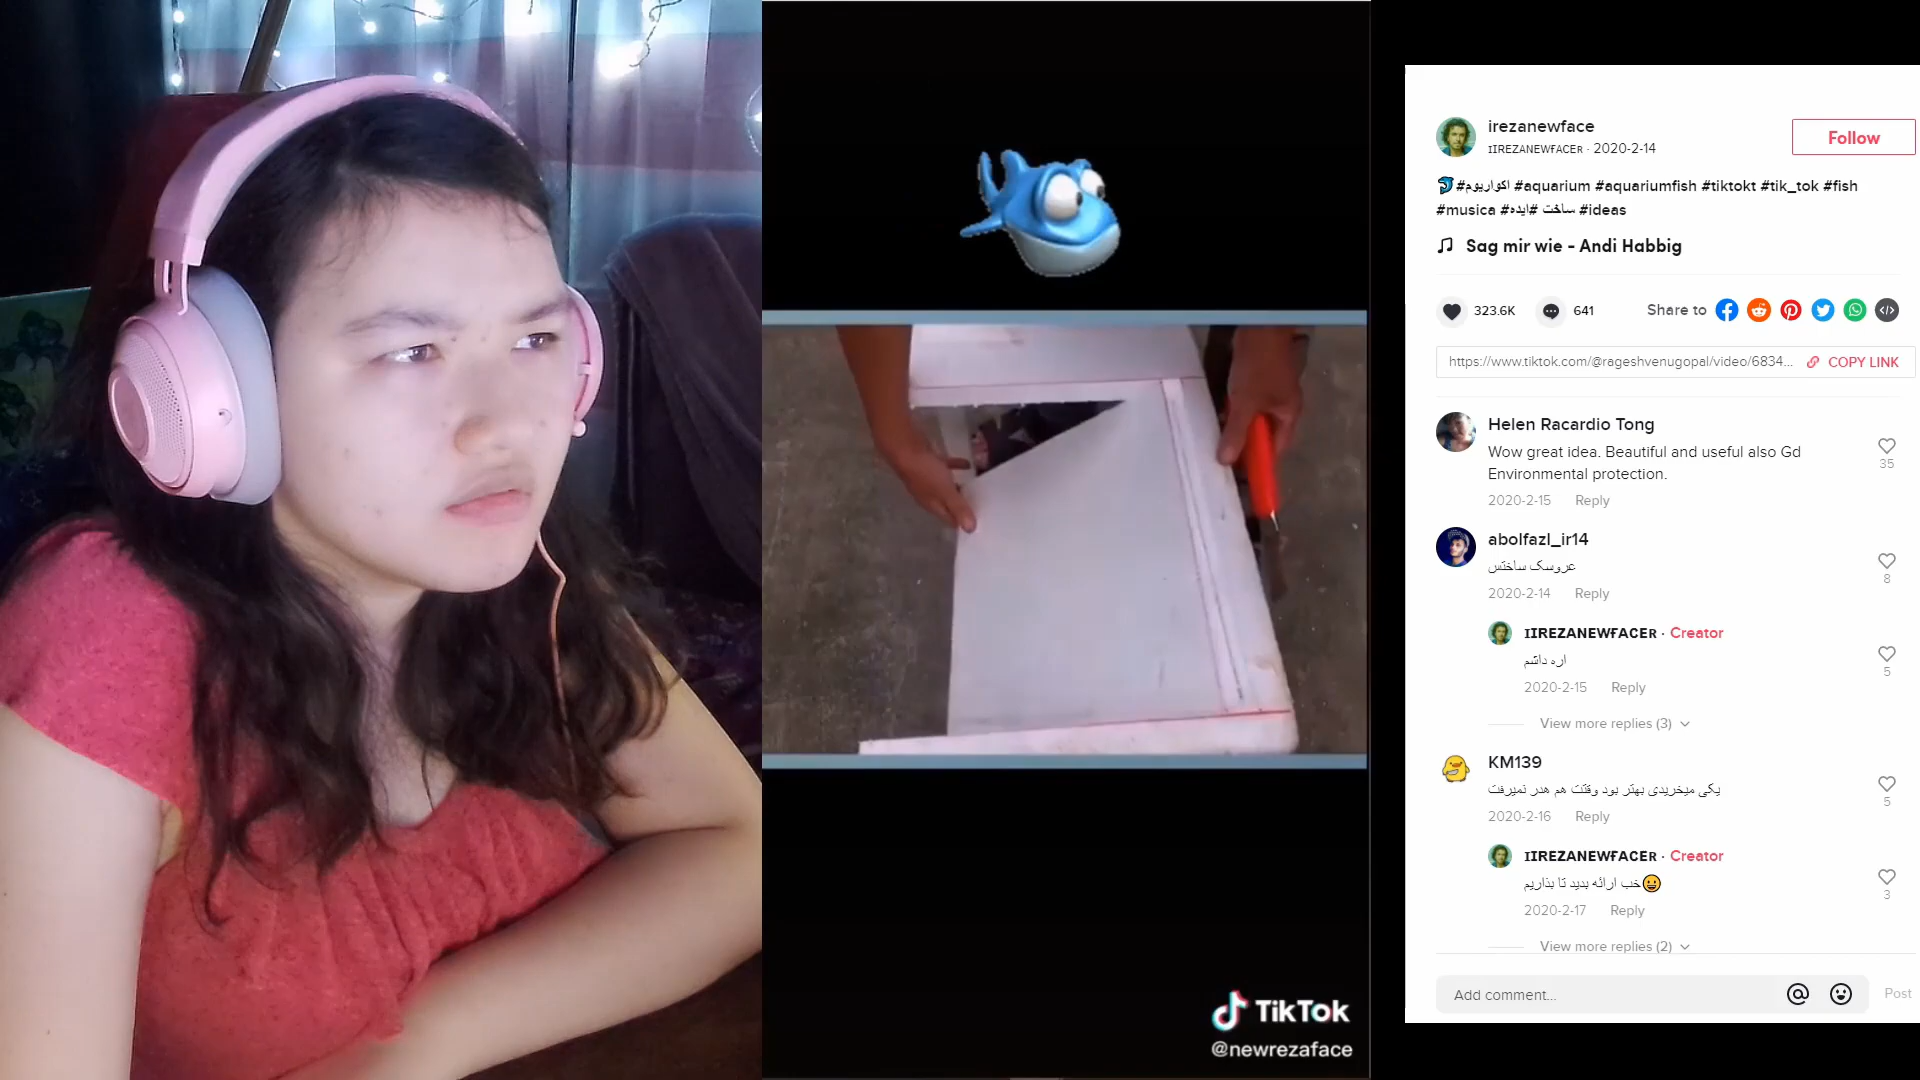 TikTok
@newrezaface
irezanewface
ɪɪʀᴇᴢᴀɴᴇᴡғᴀᴄᴇʀ · 2020-2-14
Follow
🐬#اکواریوم #aquarium #aquariumfish #tiktokt #tik_tok #fish
#musica #ساخت #ایده #ideas
Sag mir wie - Andi Habbig
323.6K
641
Share to
https://www.tiktok.com/@rageshvenugopal/video/6834...
COPY LINK
Helen Racardio Tong
Wow great idea. Beautiful and useful also Gd
Environmental protection.
35
2020-2-15 Reply
abolfazl_ir14
عروسک ساختس
8
2020-2-14 Reply
ɪIREZANEWҒACEʀ · Creator
اره داشم
5
2020-2-15 Reply
View more replies (3)
KM139
یکی میخریدی بهتر بود وقتت هم هدر نمیرفت
5
2020-2-16 Reply
ɪIREZANEWҒACEʀ · Creator
خب ارائه بدید تا بذاریم😀
3
2020-2-17 Reply
View more replies (2)
Add comment...
Post